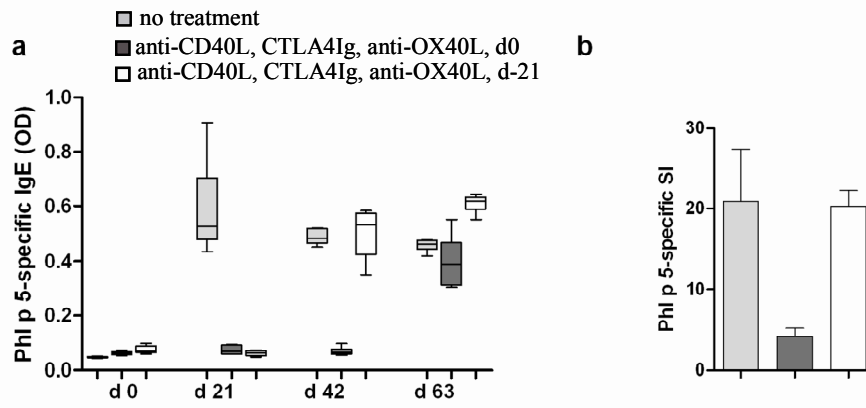 no treatment
a
anti-CD40L, CTLA4Ig, anti-OX40L, d0
b
anti-CD40L, CTLA4Ig, anti-OX40L, d-21
Phl p 5-specific IgE (OD)
1.0
0.8
0.6
0.4
0.2
0.0
d 0 d 21 d 42 d 63
Phl p 5-specific SI
30
20
10
0